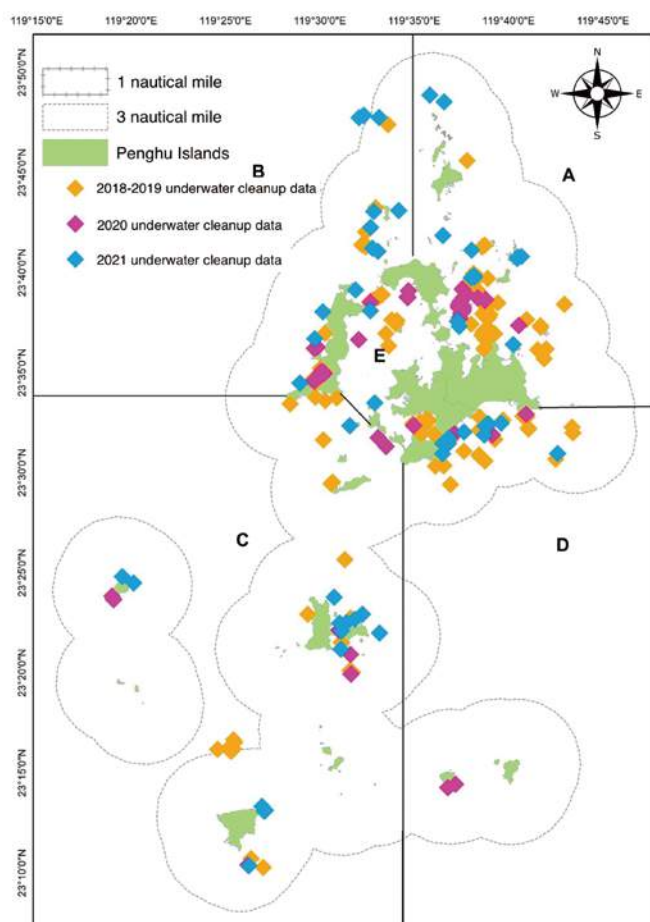 119°15'0"E 119°20'0"E 119°30'0"E 119°35'0"E 119°40'0"E 119°45'0"E
23°50'0"N
1 nautical mile
3 nautical mile
Penghu Islands
2018-2019 underwater cleanup data
2020 underwater cleanup data
2021 underwater cleanup data
N
W E
S
B
A
23°45'0"N
23°40'0"N
E
23°35'0"N
23°30'0"N
C
D
23°25'0"N
23°20'0"N
23°15'0"N
23°10'0"N